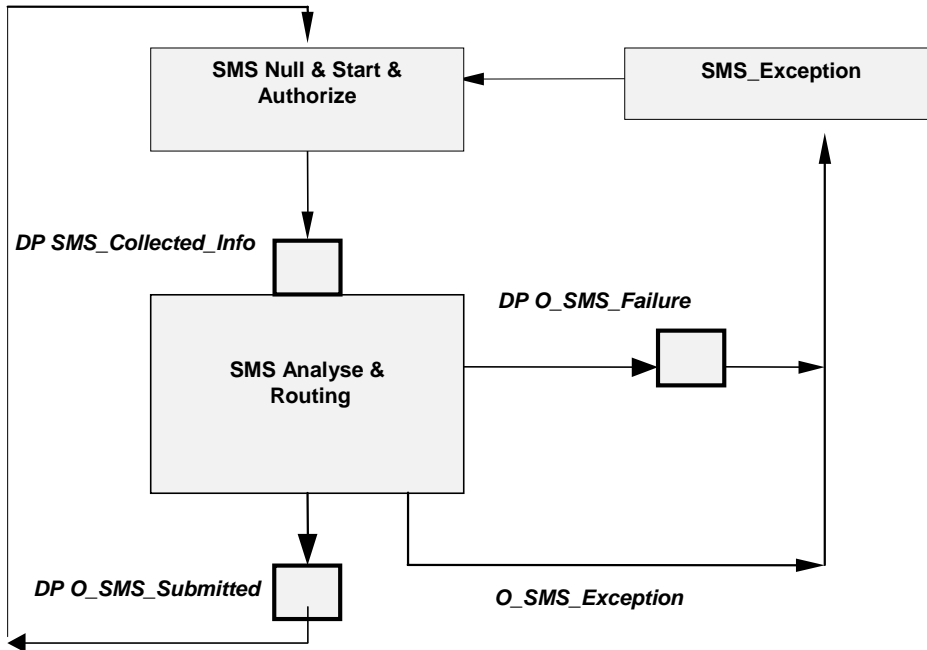 SMS Null & Start &
Authorize
SMS_Exception
DP SMS_Collected_Info
DP O_SMS_Failure
SMS Analyse &
Routing
DP O_SMS_Submitted
O_SMS_Exception